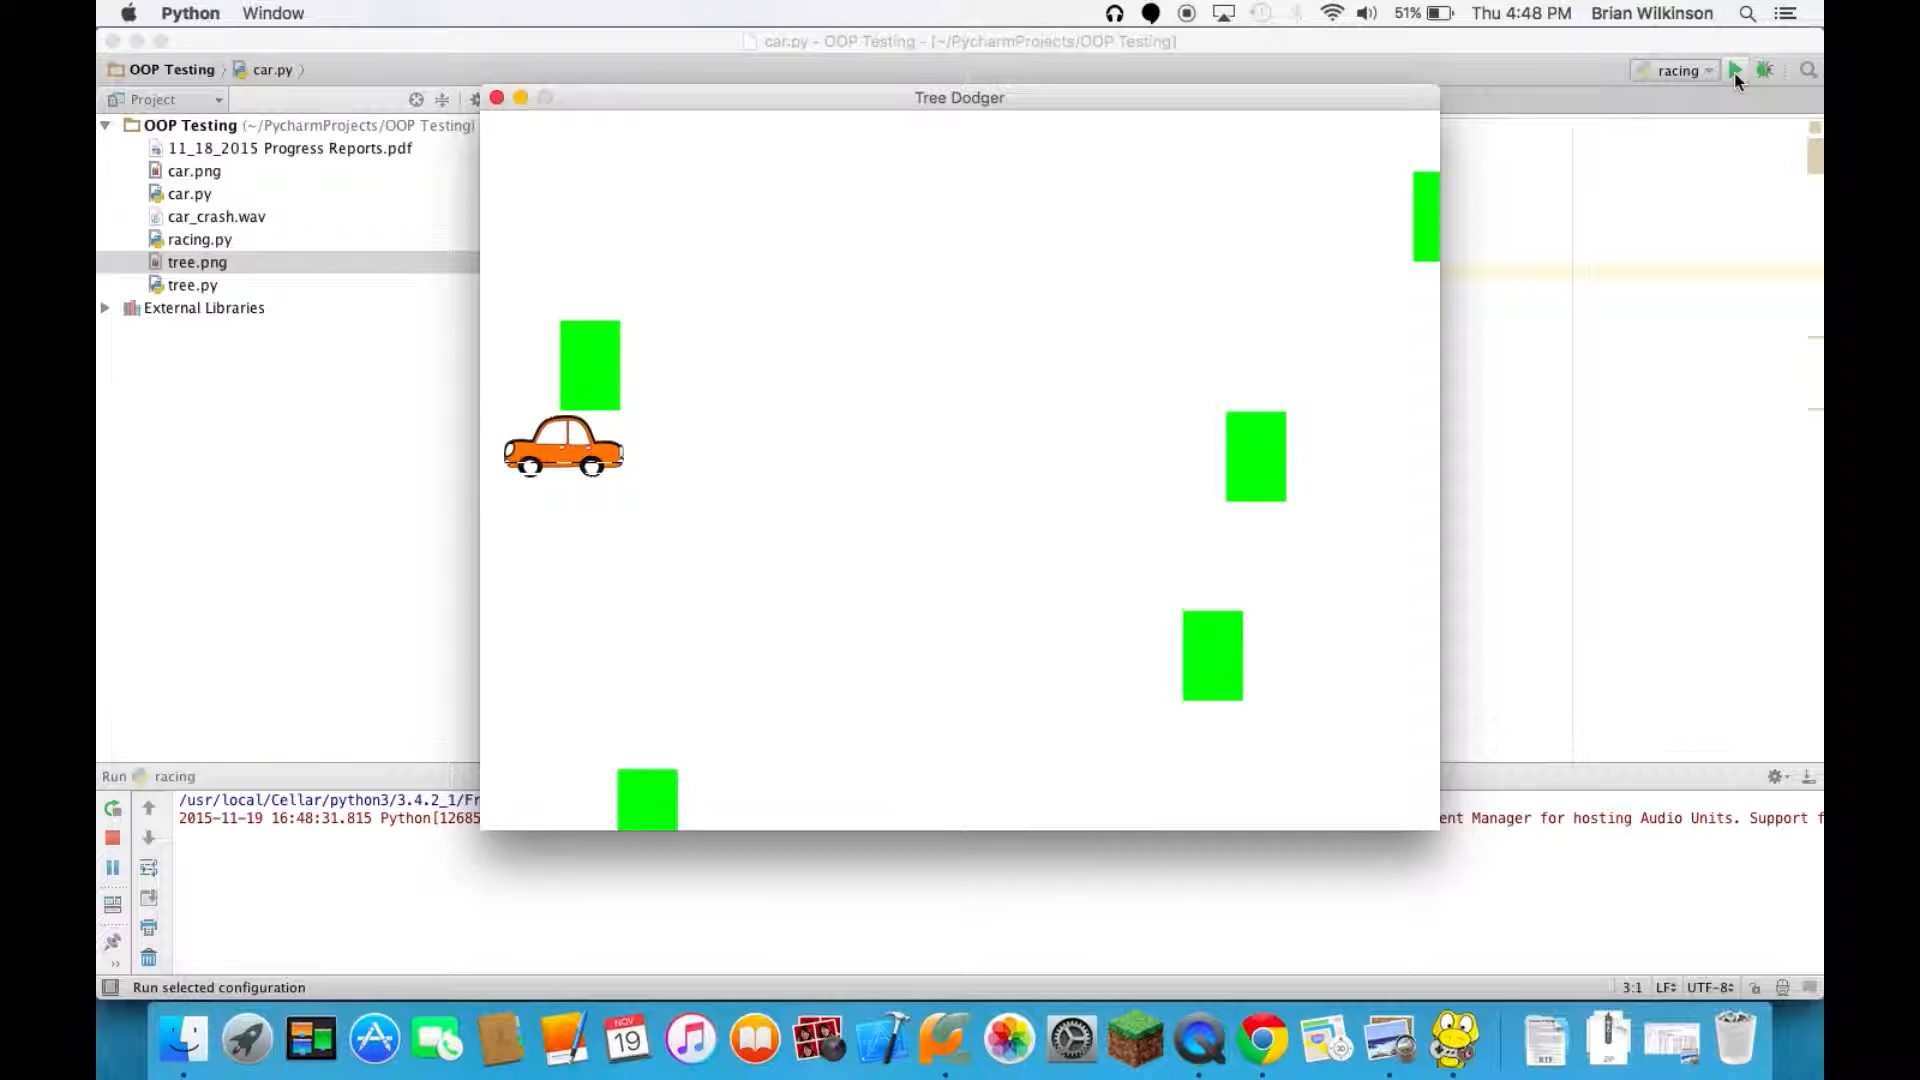 Python Window 51% Thu 4:48 PM Brian Wilkinson
car.py - OOP Testing - [~/PycharmProjects/OOP Testing]
OOP Testing car.py racing
Project
Tree Dodger
OOP Testing (~/PycharmProjects/OOP Testing)
11_18_2015 Progress Reports.pdf
car.png
car.py
car_crash.wav
racing.py
tree.png
tree.py
External Libraries
Run racing
/usr/local/Cellar/python3/3.4.2_1/Fr
2015-11-19 16:48:31.815 Python[12685 ent Manager for hosting Audio Units. Support f
>>
Run selected configuration 3:1 LF UTF-8
NOV
19
RTF
ZIP